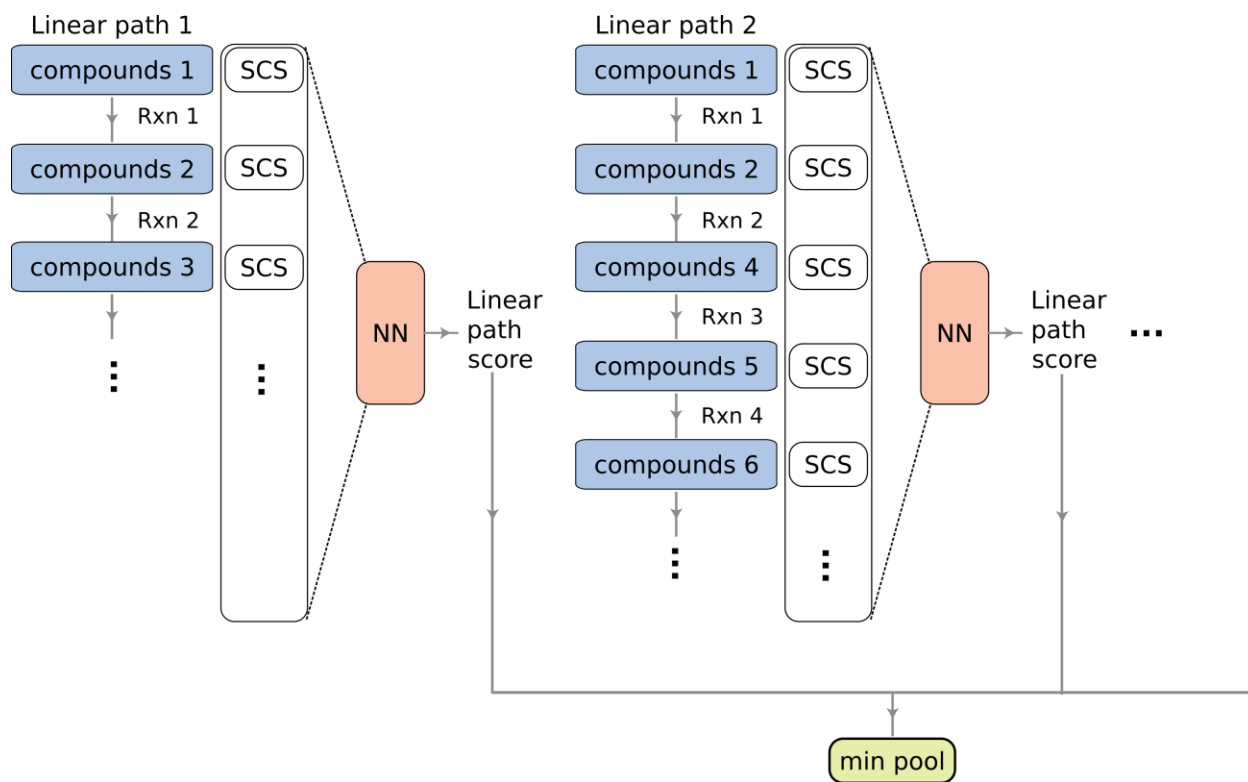 Linear path 1
compounds 1
SCS
Rxn 1
compounds 2
SCS
Rxn 2
compounds 3
SCS
...
...
NN
Linear
path
score
Linear path 2
compounds 1
SCS
Rxn 1
compounds 2
SCS
Rxn 2
compounds 4
SCS
Rxn 3
compounds 5
SCS
Rxn 4
compounds 6
SCS
...
...
NN
Linear
path
score
...
min pool